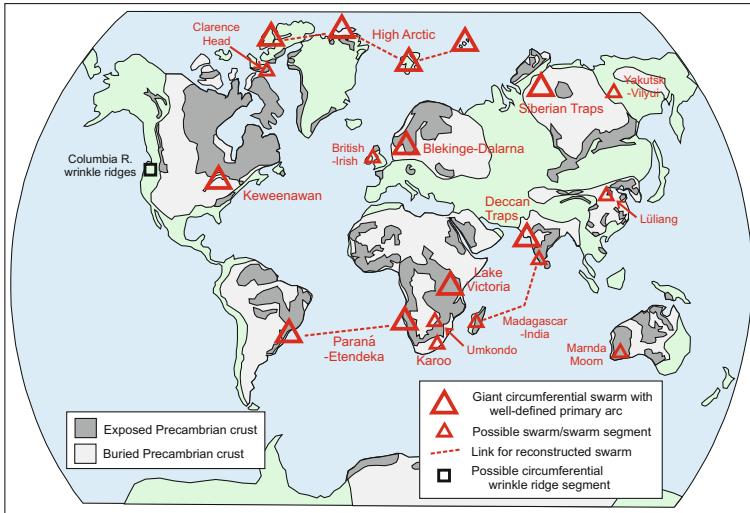 Clarence
Head
High Arctic
Yakutsk
-Vilyui
Siberian Traps
British
-Irish
Blekinge-Dalarna
Columbia R.
wrinkle ridges
Keweenawan
Deccan
Traps
Lüliang
Lake
Victoria
Madagascar
-India
Paraná
-Etendeka
Umkondo
Karoo
Marnda
Moorn
Exposed Precambrian crust
Buried Precambrian crust
Giant circumferential swarm with
well-defined primary arc
Possible swarm/swarm segment
Link for reconstructed swarm
Possible circumferential
wrinkle ridge segment